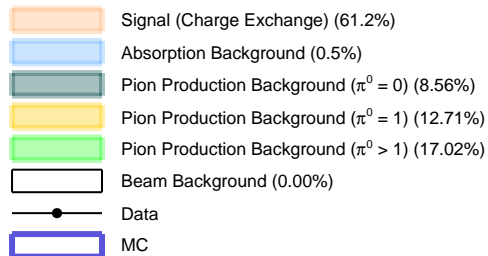 Signal (Charge Exchange) (61.2%)
Absorption Background (0.5%)
Pion Production Background (π⁰ = 0) (8.56%)
Pion Production Background (π⁰ = 1) (12.71%)
Pion Production Background (π⁰ > 1) (17.02%)
Beam Background (0.00%)
Data
MC